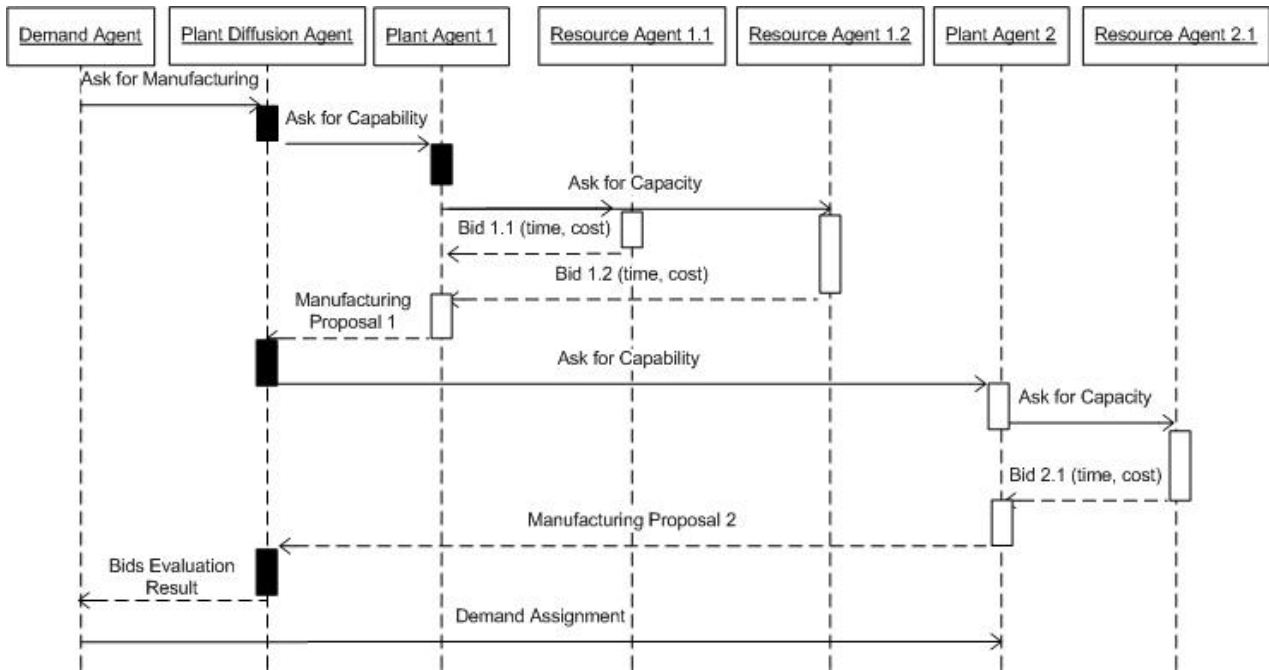 Demand Agent
Plant Diffusion Agent
Plant Agent 1
Resource Agent 1.1
Resource Agent 1.2
Plant Agent 2
Resource Agent 2.1
Ask for Manufacturing
Ask for Capability
Ask for Capacity
Bid 1.1 (time, cost)
Bid 1.2 (time, cost)
Manufacturing
Proposal 1
Ask for Capability
Ask for Capacity
Bid 2.1 (time, cost)
Manufacturing Proposal 2
Bids Evaluation
Result
Demand Assignment